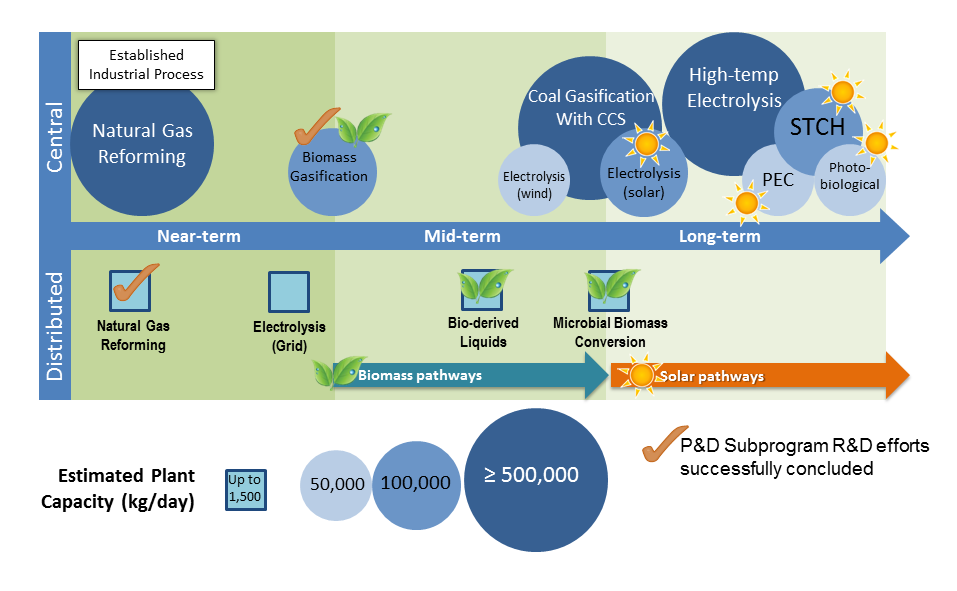 Established
Industrial Process
Central
Natural Gas
Reforming
Biomass
Gasification
Coal Gasification
With CCS
Electrolysis
(wind)
Electrolysis
(solar)
High-temp
Electrolysis
STCH
PEC
Photo-
biological
Near-term
Mid-term
Long-term
Distributed
Natural Gas
Reforming
Electrolysis
(Grid)
Bio-derived
Liquids
Microbial Biomass
Conversion
Biomass pathways
Solar pathways
Estimated Plant
Capacity (kg/day)
Up to
1,500
50,000
100,000
≥ 500,000
P&D Subprogram R&D efforts
successfully concluded